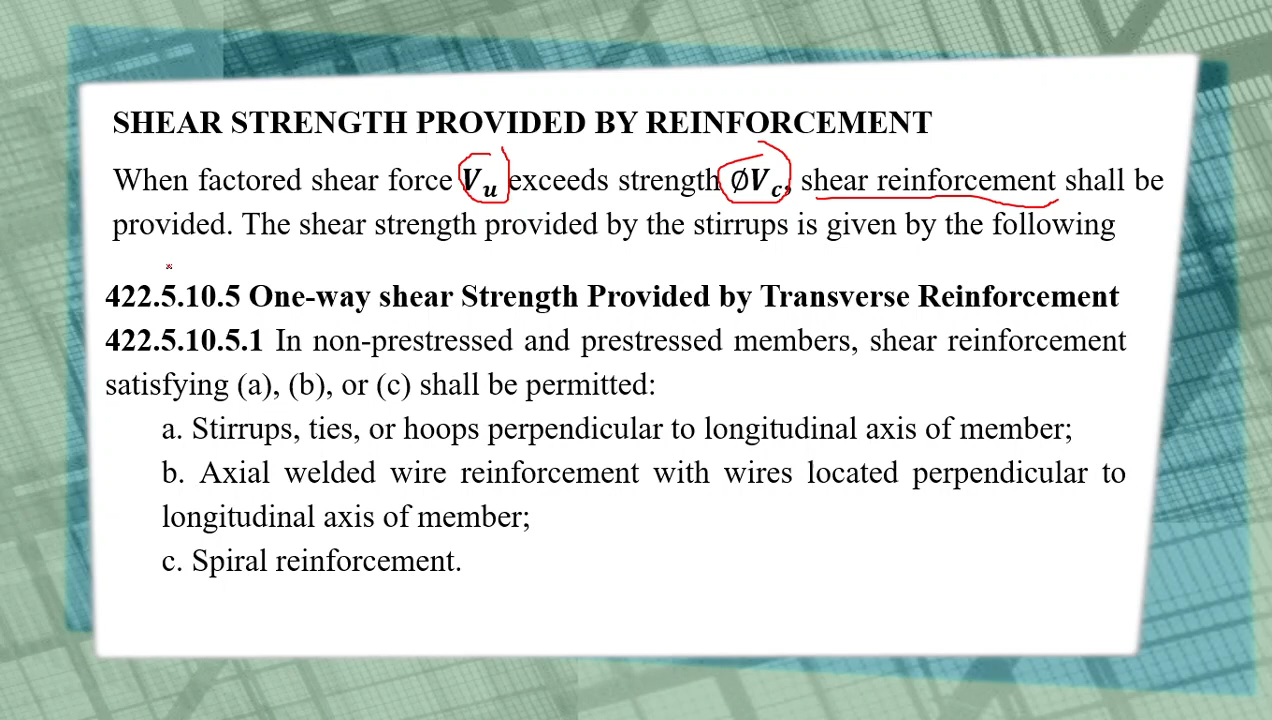 SHEAR STRENGTH PROVIDED BY REINFORCEMENT
When factored shear force Vu exceeds strength ∅Vc, shear reinforcement shall be
provided. The shear strength provided by the stirrups is given by the following
422.5.10.5 One-way shear Strength Provided by Transverse Reinforcement
422.5.10.5.1 In non-prestressed and prestressed members, shear reinforcement
satisfying (a), (b), or (c) shall be permitted:
a. Stirrups, ties, or hoops perpendicular to longitudinal axis of member;
b. Axial welded wire reinforcement with wires located perpendicular to
longitudinal axis of member;
c. Spiral reinforcement.